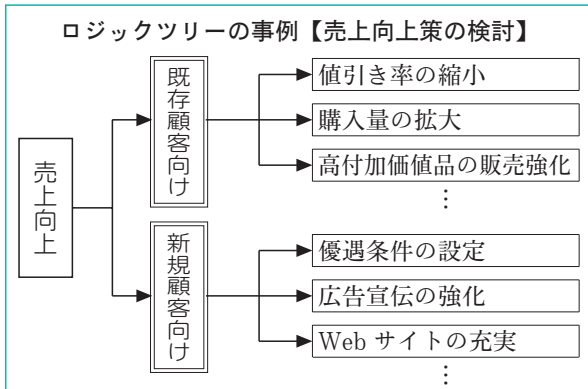 ロジックツリーの事例【売上向上策の検討】
売上向上
既存顧客向け
値引き率の縮小
購入量の拡大
高付加価値品の販売強化
⋮
新規顧客向け
優遇条件の設定
広告宣伝の強化
Web サイトの充実
⋮